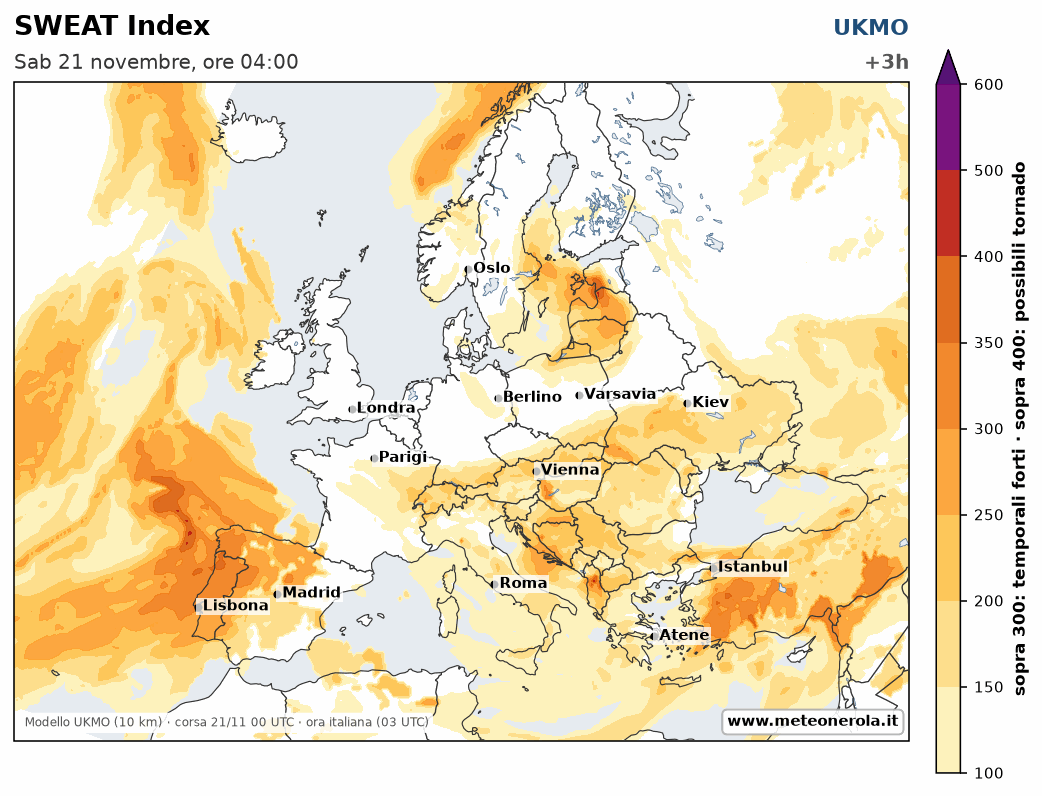 SWEAT Index
UKMO
Sab 21 novembre, ore 04:00
+3h
600
500
400
350
300
250
200
150
100
sopra 300: temporali forti · sopra 400: possibili tornado
Oslo
Londra
Berlino
Varsavia
Kiev
Parigi
Vienna
Istanbul
Roma
Madrid
Lisbona
Atene
Modello UKMO (10 km) · corsa 21/11 00 UTC · ora italiana (03 UTC)
www.meteonerola.it